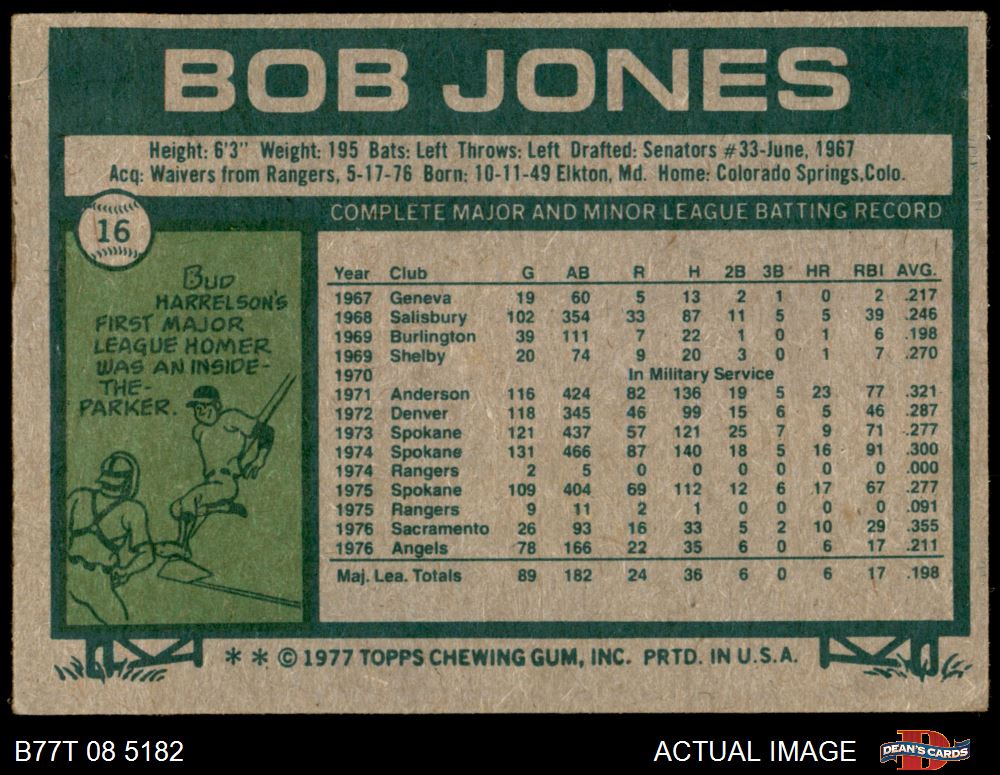 BOB JONES
Height: 6'3" Weight: 195 Bats: Left Throws: Left Drafted: Senators #33-June, 1967
Acq: Waivers from Rangers, 5-17-76 Born: 10-11-49 Elkton, Md. Home: Colorado Springs,Colo.
16
BUD
HARRELSON'S
FIRST MAJOR
LEAGUE HOMER
WAS AN INSIDE-
THE-
PARKER.
COMPLETE MAJOR AND MINOR LEAGUE BATTING RECORD
Year Club G AB R H 2B 3B HR RBI AVG.
1967 Geneva 19 60 5 13 2 1 0 2 .217
1968 Salisbury 102 354 33 87 11 5 5 39 .246
1969 Burlington 39 111 7 22 1 0 1 6 .198
1969 Shelby 20 74 9 20 3 0 1 7 .270
1970 In Military Service
1971 Anderson 116 424 82 136 19 5 23 77 .321
1972 Denver 118 345 46 99 15 6 5 46 .287
1973 Spokane 121 437 57 121 25 7 9 71 .277
1974 Spokane 131 466 87 140 18 5 16 91 .300
1974 Rangers 2 5 0 0 0 0 0 0 .000
1975 Spokane 109 404 69 112 12 6 17 67 .277
1975 Rangers 9 11 2 1 0 0 0 0 .091
1976 Sacramento 26 93 16 33 5 2 10 29 .355
1976 Angels 78 166 22 35 6 0 6 17 .211
Maj. Lea. Totals 89 182 24 36 6 0 6 17 .198
* * © 1977 TOPPS CHEWING GUM, INC. PRTD. IN U.S.A.
B77T 08 5182
ACTUAL IMAGE
D
DEAN'S CARDS